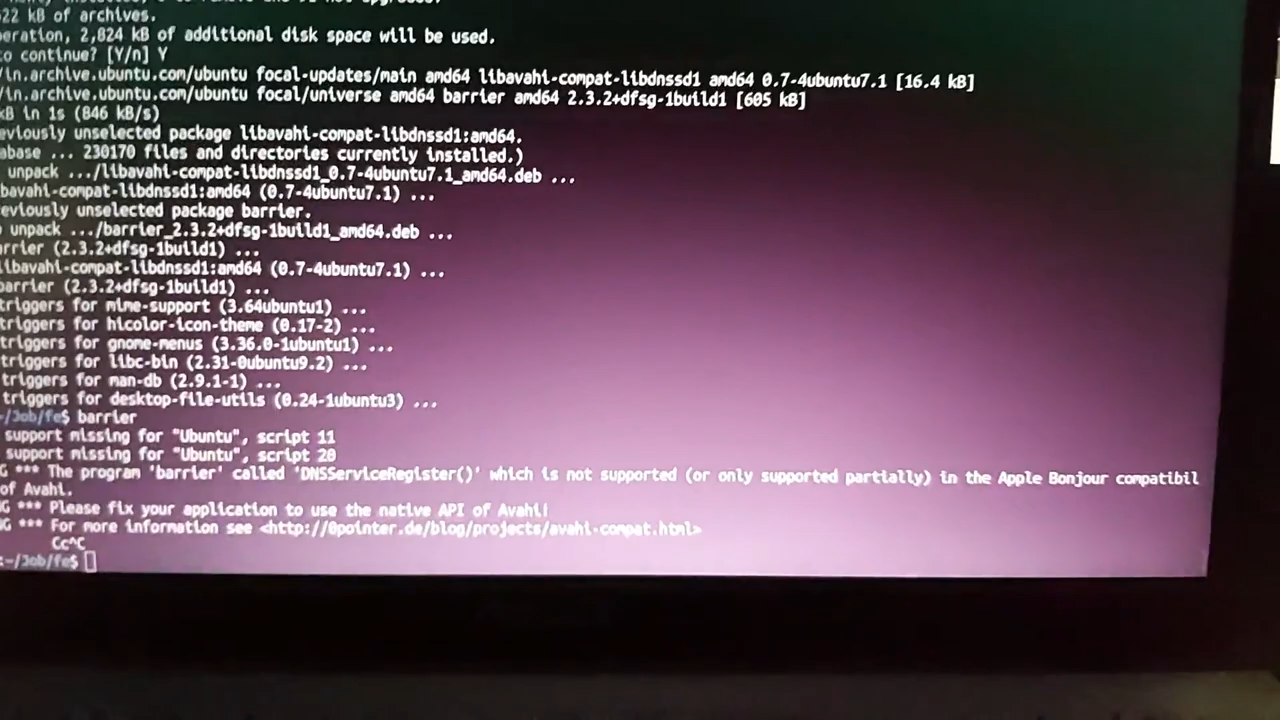 22 kB of archives.
eration, 2,824 kB of additional disk space will be used.
to continue? [Y/n] Y
/in.archive.ubuntu.com/ubuntu focal-updates/main amd64 libavahi-compat-libdnssd1 amd64 0.7-4ubuntu7.1 [16.4 kB]
/in.archive.ubuntu.com/ubuntu focal/universe amd64 barrier amd64 2.3.2+dfsg-1build1 [605 kB]
kB in 1s (846 kB/s)
eviously unselected package libavahi-compat-libdnssd1:amd64.
abase ... 230170 files and directories currently installed.)
unpack .../libavahi-compat-libdnssd1_0.7-4ubuntu7.1_amd64.deb ...
bavahi-compat-libdnssd1:amd64 (0.7-4ubuntu7.1) ...
eviously unselected package barrier.
unpack .../barrier_2.3.2+dfsg-1build1_amd64.deb ...
rrier (2.3.2+dfsg-1build1) ...
libavahi-compat-libdnssd1:amd64 (0.7-4ubuntu7.1) ...
barrier (2.3.2+dfsg-1build1) ...
triggers for mime-support (3.64ubuntu1) ...
triggers for hicolor-icon-theme (0.17-2) ...
triggers for gnome-menus (3.36.0-1ubuntu1) ...
triggers for libc-bin (2.31-0ubuntu9.2) ...
triggers for man-db (2.9.1-1) ...
triggers for desktop-file-utils (0.24-1ubuntu3) ...
~/Job/fe$ barrier
support missing for "Ubuntu", script 11
support missing for "Ubuntu", script 20
G *** The program 'barrier' called 'DNSServiceRegister()' which is not supported (or only supported partially) in the Apple Bonjour compatibil
of Avahi.
G *** Please fix your application to use the native API of Avahi!
G *** For more information see <http://0pointer.de/blog/projects/avahi-compat.html>
Cc^C
:~/Job/fe$